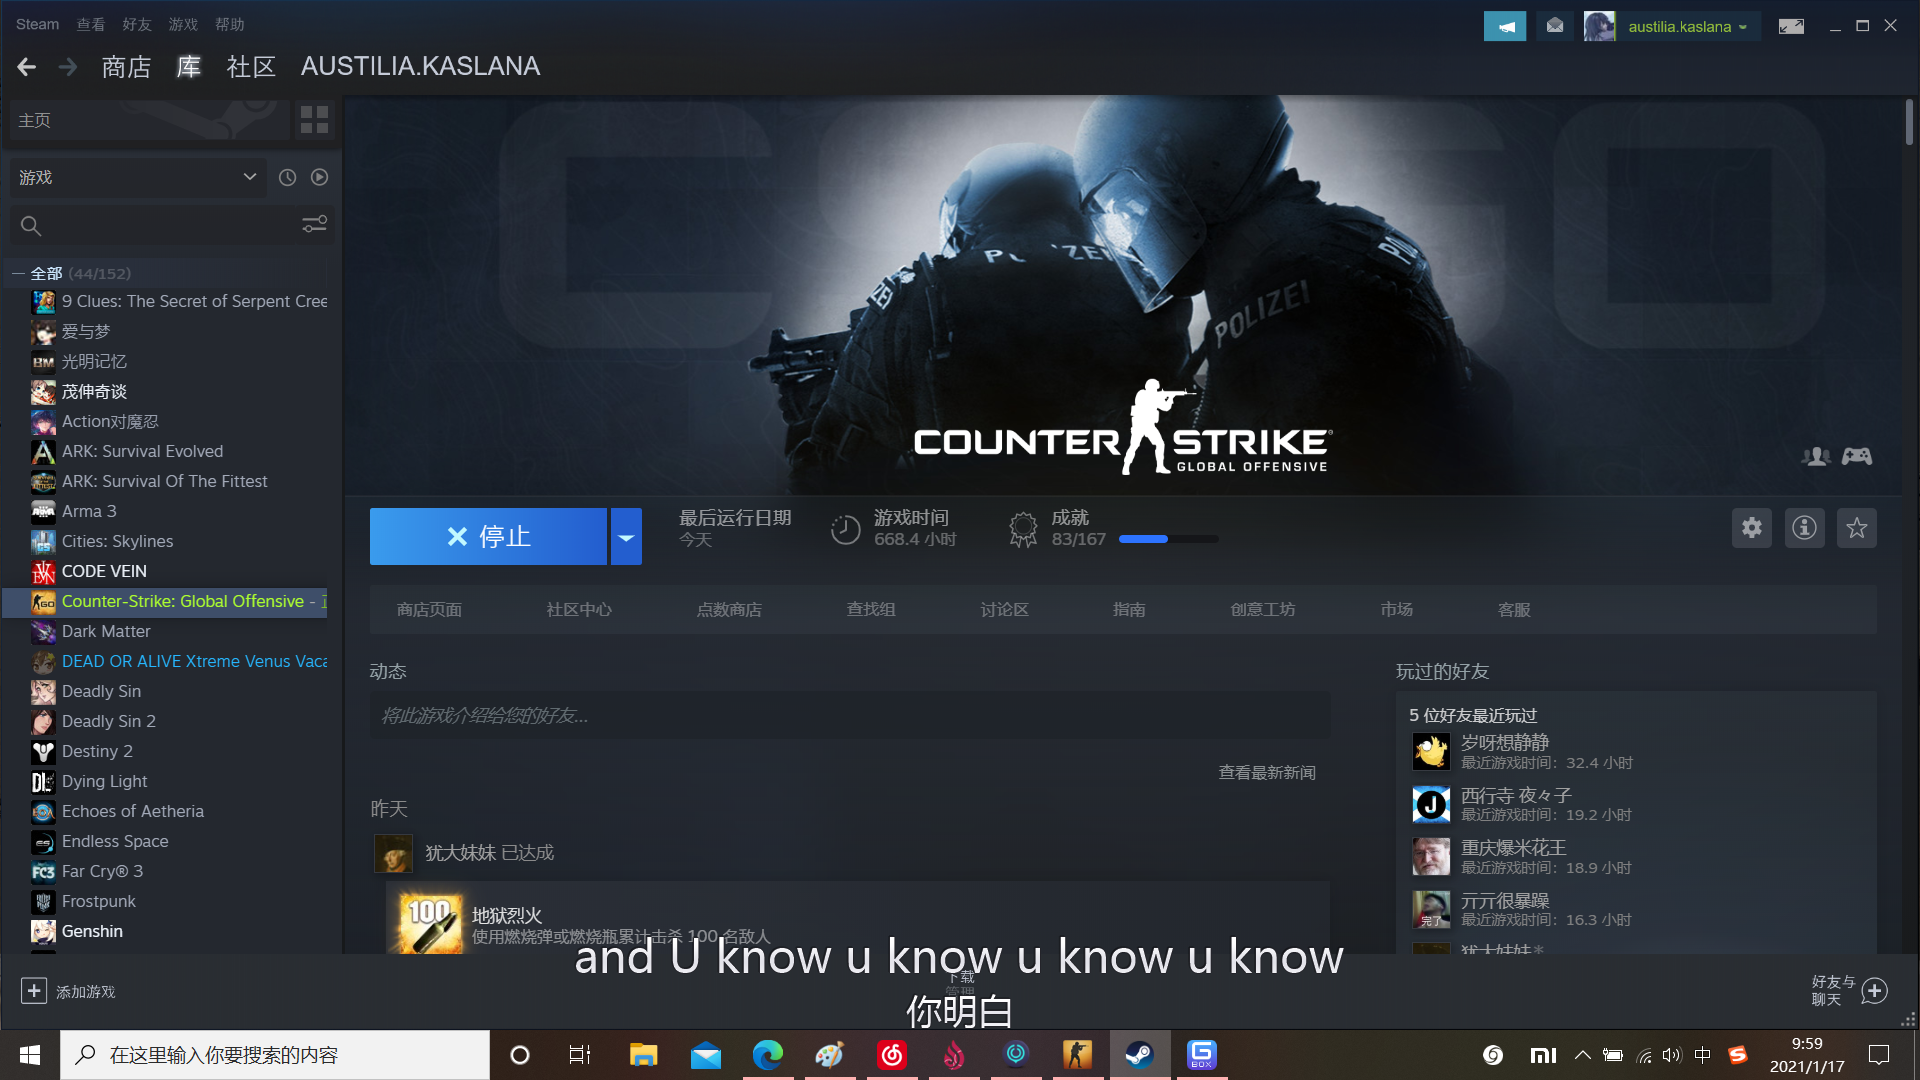 Steam 查看 好友 游戏 帮助
austilia.kaslana
商店 库 社区 AUSTILIA.KASLANA
主页
游戏
全部 (44/152)
9 Clues: The Secret of Serpent Cree
爱与梦
光明记忆
茂伸奇谈
Action对魔忍
ARK: Survival Evolved
ARK: Survival Of The Fittest
Arma 3
Cities: Skylines
CODE VEIN
Counter-Strike: Global Offensive -
Dark Matter
DEAD OR ALIVE Xtreme Venus Vaca
Deadly Sin
Deadly Sin 2
Destiny 2
Dying Light
Echoes of Aetheria
Endless Space
Far Cry® 3
Frostpunk
Genshin
添加游戏
POLIZEI
COUNTER STRIKE
GLOBAL OFFENSIVE
停止
最后运行日期
今天
游戏时间
668.4 小时
成就
83/167
商店页面 社区中心 点数商店 查找组 讨论区 指南 创意工坊 市场 客服
动态
将此游戏介绍给您的好友...
查看最新新闻
昨天
犹大妹妹 已达成
100
地狱烈火
使用燃烧弹或燃烧瓶累计击杀 100 名敌人
玩过的好友
5 位好友最近玩过
岁呀想静静
最近游戏时间：32.4 小时
西行寺 夜々子
最近游戏时间：19.2 小时
重庆爆米花王
最近游戏时间：18.9 小时
亓亓很暴躁
最近游戏时间：16.3 小时
完了
犹大妹妹*
下载
管理
好友与
聊天
and U know u know u know u know
你明白
在这里输入你要搜索的内容
G
BOX
中
9:59
2021/1/17